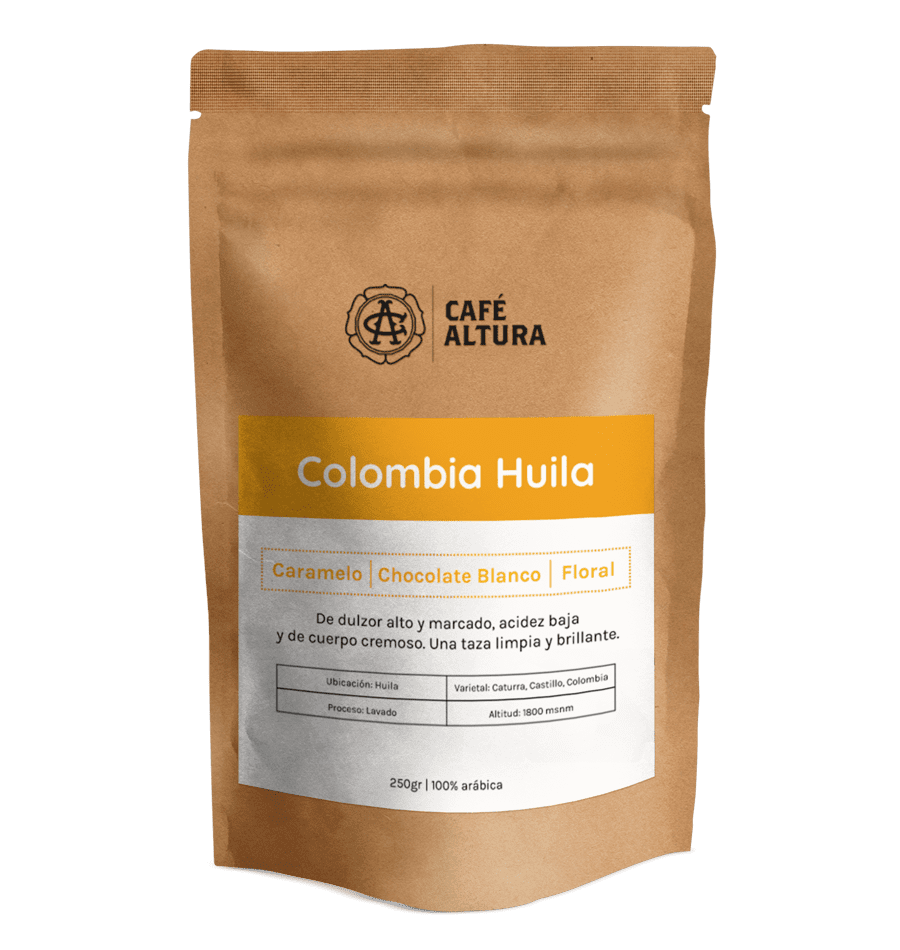 CAFÉ
ALTURA
Colombia Huila
Caramelo | Chocolate Blanco | Floral
De dulzor alto y marcado, acidez baja
y de cuerpo cremoso. Una taza limpia y brillante.
Ubicación: Huila
Varietal: Caturra, Castillo, Colombia
Proceso: Lavado
Altitud: 1800 msnm
250gr | 100% arábica